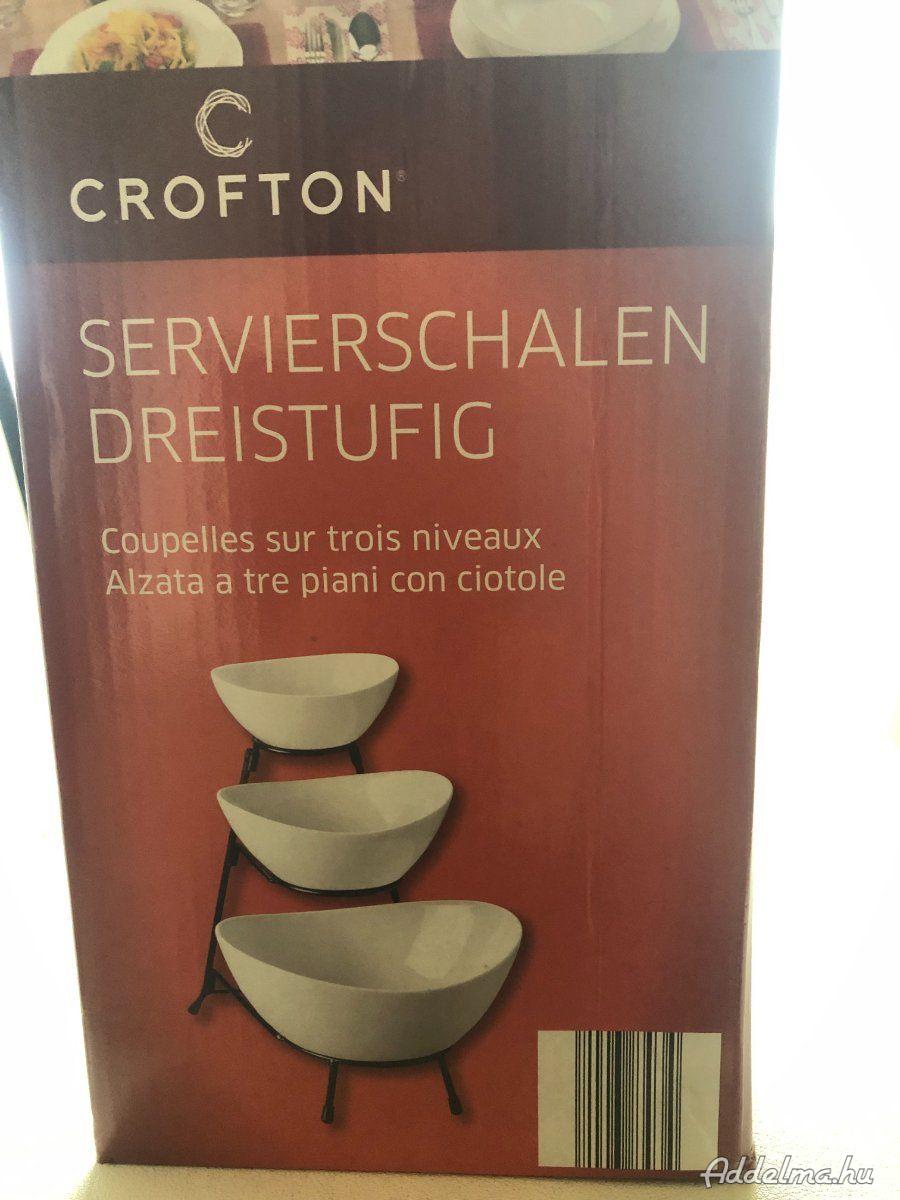 CROFTON®
SERVIERSCHALEN
DREISTUFIG
Coupelles sur trois niveaux
Alzata a tre piani con ciotole
Addelma.hu